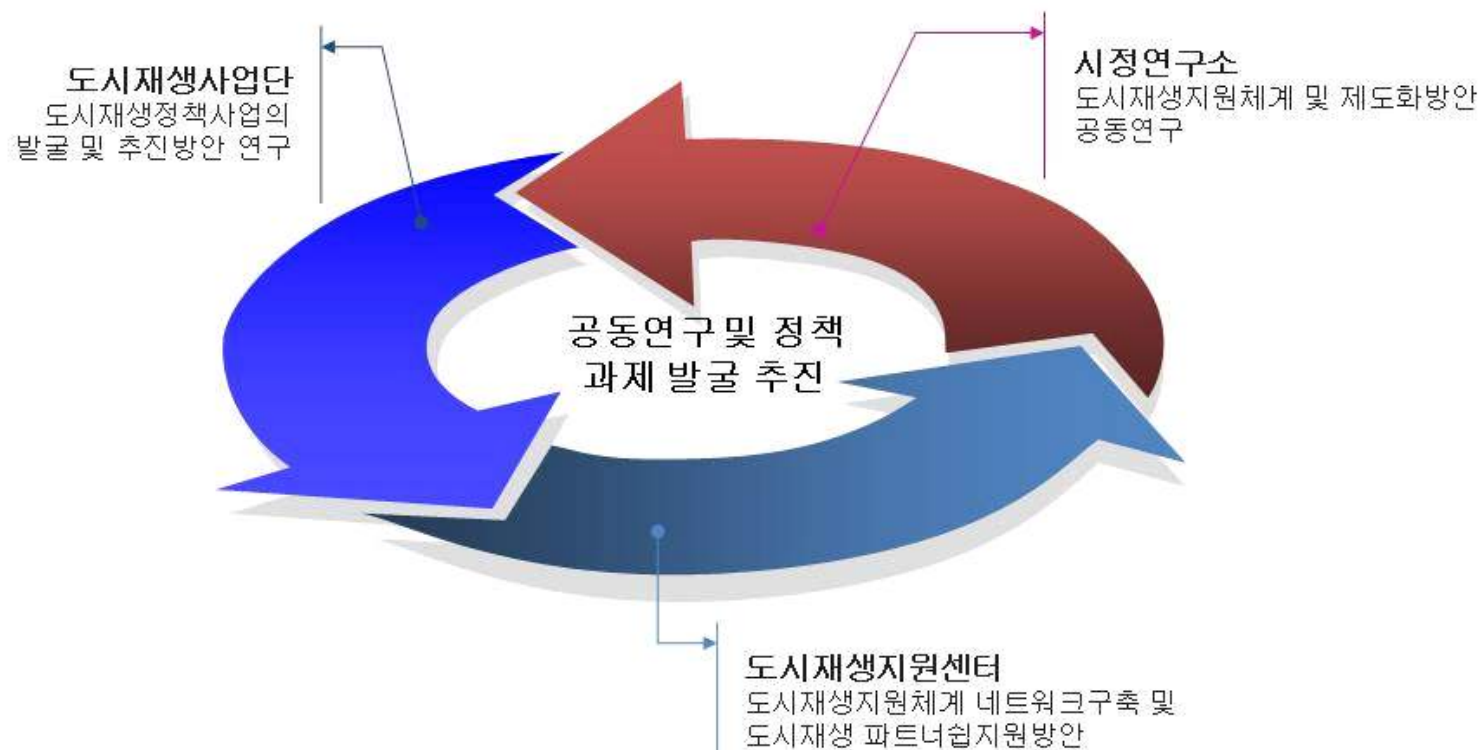 도시재생사업단
도시재생정책사업의
발굴 및 추진방안 연구
시정연구소
도시재생지원체계 및 제도화방안
공동연구
공동연구및 정책
과제 발굴 추진
도시재생지원센터
도시재생지원체계 네트워크구축 및
도시재생 파트너쉽지원방안